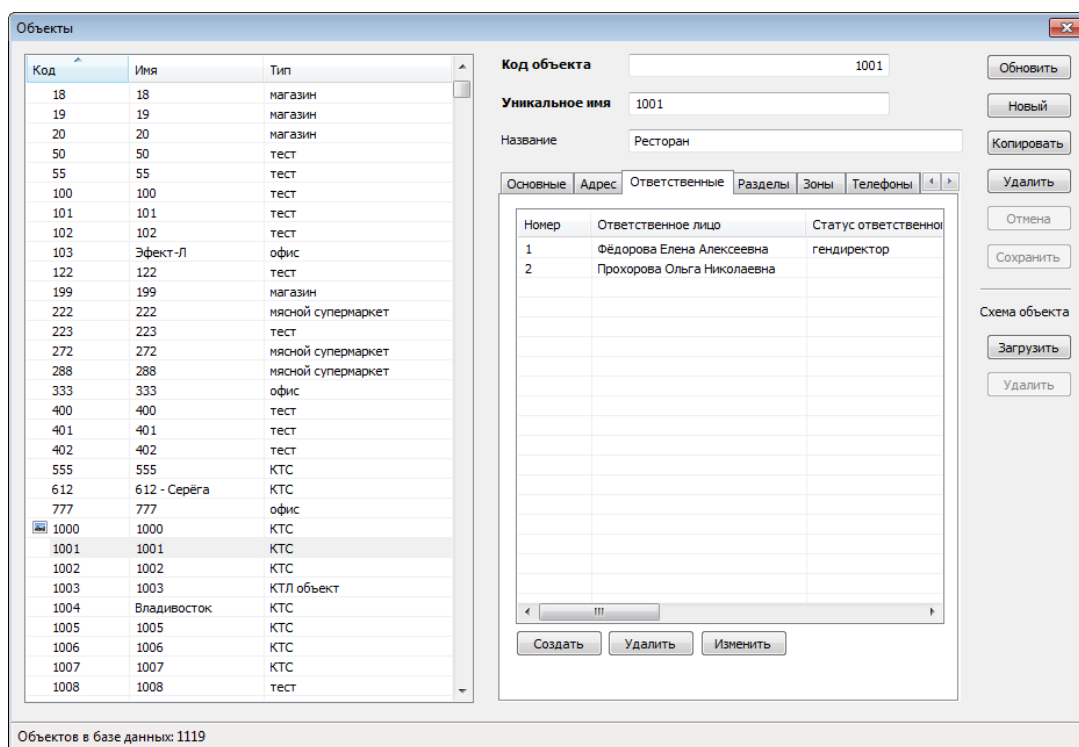 Объекты
Код Имя Тип
18 18 магазин
19 19 магазин
20 20 магазин
50 50 тест
55 55 тест
100 100 тест
101 101 тест
102 102 тест
103 Эфект-Л офис
122 122 тест
199 199 магазин
222 222 мясной супермаркет
223 223 тест
272 272 мясной супермаркет
288 288 мясной супермаркет
333 333 офис
400 400 тест
401 401 тест
402 402 тест
555 555 КТС
612 612 - Серёга КТС
777 777 офис
1000 1000 КТС
1001 1001 КТС
1002 1002 КТС
1003 1003 КТЛ объект
1004 Владивосток КТС
1005 1005 КТС
1006 1006 КТС
1007 1007 КТС
1008 1008 тест
Код объекта 1001
Уникальное имя 1001
Название Ресторан
Основные Адрес Ответственные Разделы Зоны Телефоны
Номер Ответственное лицо Статус ответственног
1 Фёдорова Елена Алексеевна гендиректор
2 Прохорова Ольга Николаевна
Создать Удалить Изменить
Обновить
Новый
Копировать
Удалить
Отмена
Сохранить
Схема объекта
Загрузить
Удалить
Объектов в базе данных: 1119